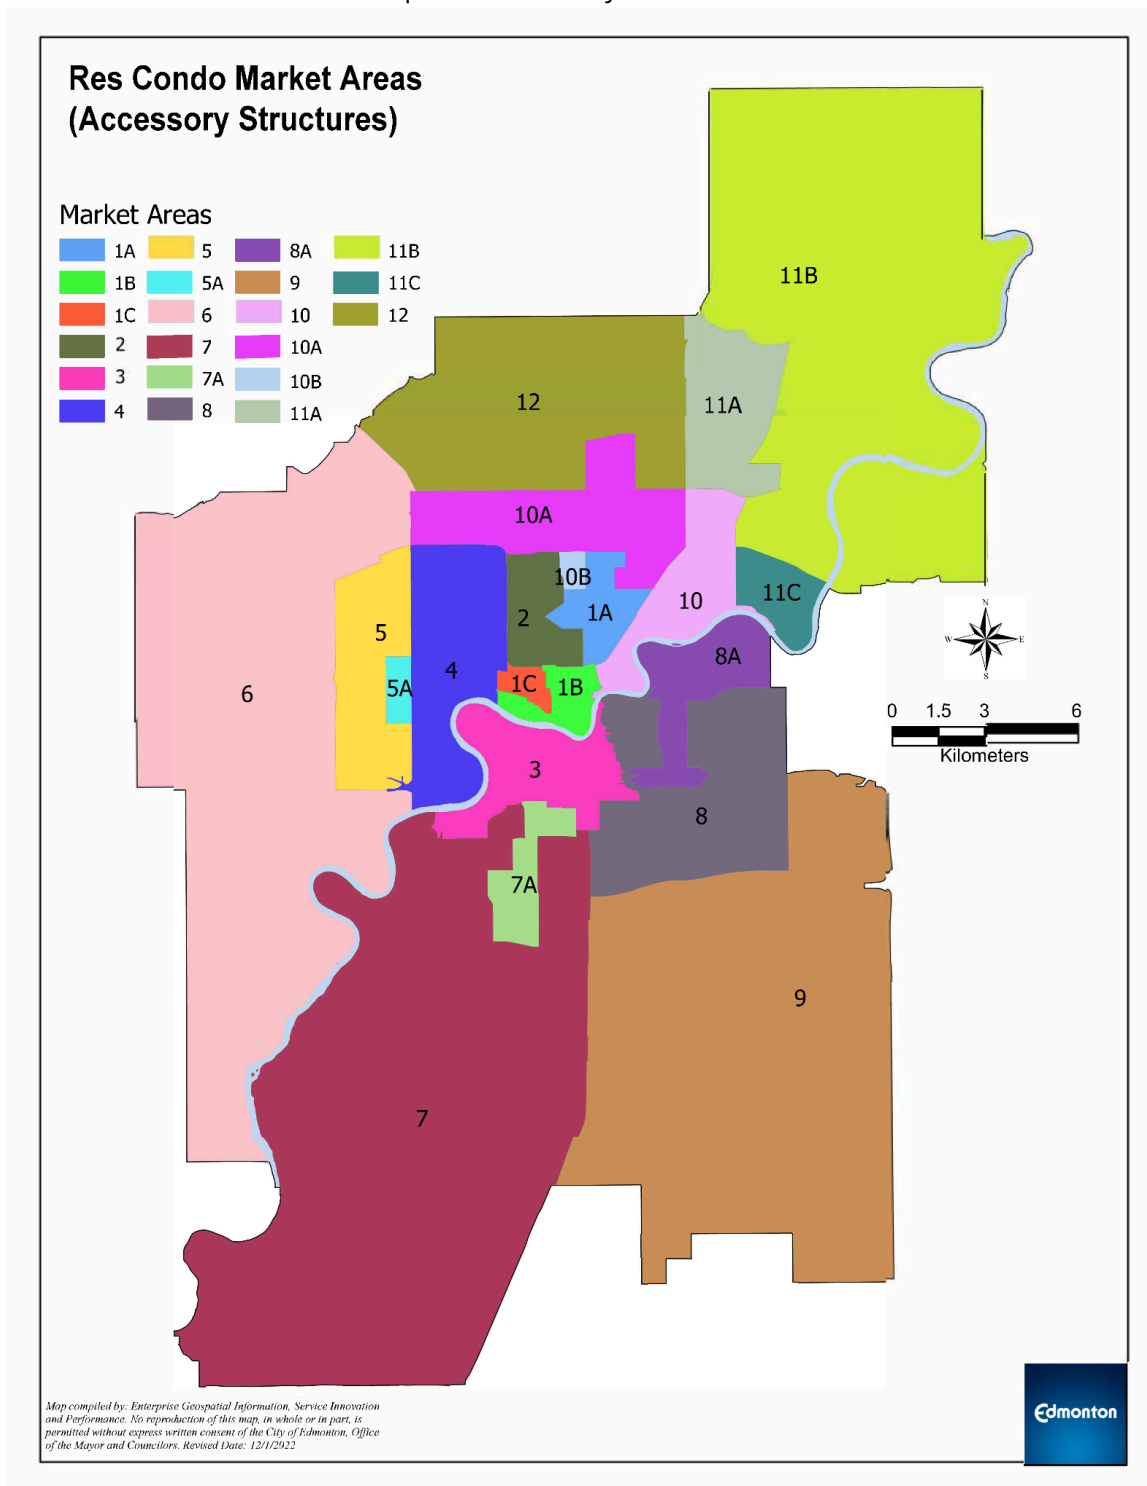 Res Condo Market Areas
(Accessory Structures)
Market Areas
1A 5 8A 11B
1B 5A 9 11C
1C 6 10 12
2 7 10A
3 7A 10B
4 8 11A
11B
12
11A
10A
10B
1A
10
11C
2
5
4
8A
5A
6
1C
1B
3
8
7A
9
7
N
W E
S
0 1.5 3 6
Kilometers
Map compiled by: Enterprise Geospatial Information, Service Innovation
and Performance. No reproduction of this map, in whole or in part, is
permitted without express written consent of the City of Edmonton, Office
of the Mayor and Councilors. Revised Date: 12/1/2022
Edmonton